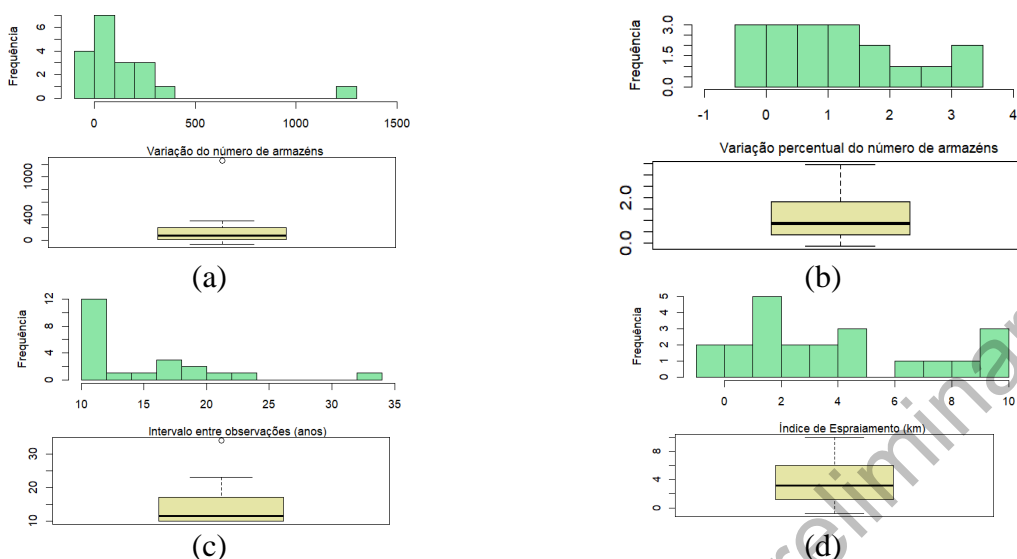 Frequência
0 2 4 6
0 500 1000 1500
Variação do número de armazéns
0 400 1000
(a)
Frequência
0.0 1.5 3.0
-1 0 1 2 3 4
Variação percentual do número de armazéns
0.0 2.0
(b)
Frequência
0 4 8 12
10 15 20 25 30 35
Intervalo entre observações (anos)
10 20 30
(c)
Frequência
0 1 2 3 4 5
0 2 4 6 8 10
Índice de Espraiamento (km)
0 4 8
(d)
reliminar